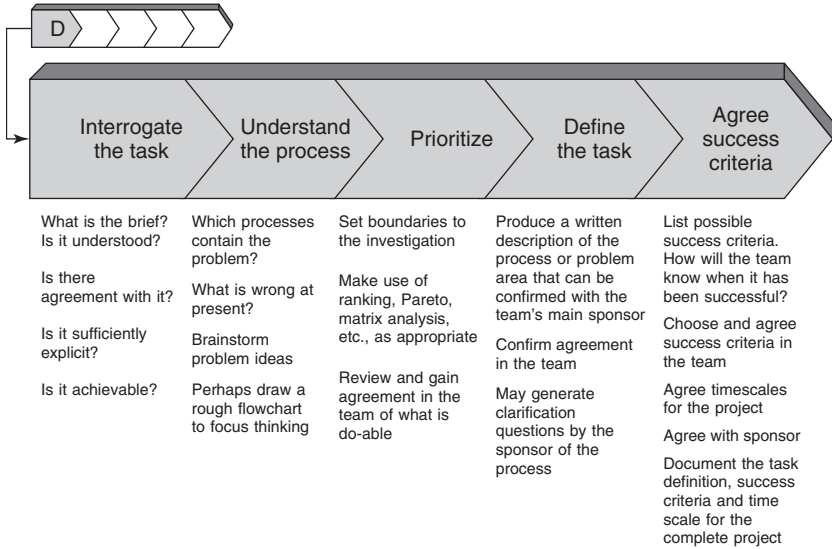 D
Interrogate
the task
Understand
the process
Prioritize
Define
the task
Agree
success
criteria
What is the brief?
Is it understood?
Is there
agreement with it?
Is it sufficiently
explicit?
Is it achievable?
Which processes
contain the
problem?
What is wrong at
present?
Brainstorm
problem ideas
Perhaps draw a
rough flowchart
to focus thinking
Set boundaries to
the investigation
Make use of
ranking, Pareto,
matrix analysis,
etc., as appropriate
Review and gain
agreement in the
team of what is
do-able
Produce a written
description of the
process or problem
area that can be
confirmed with the
team's main sponsor
Confirm agreement
in the team
May generate
clarification
questions by the
sponsor of the
process
List possible
success criteria.
How will the team
know when it has
been successful?
Choose and agree
success criteria in
the team
Agree timescales
for the project
Agree with sponsor
Document the task
definition, success
criteria and time
scale for the
complete project